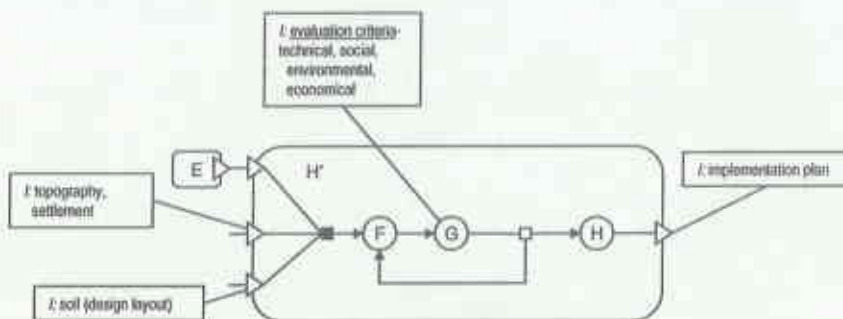 I: evaluation criteria-
technical, social,
environmental,
economical
E
H'
I: implementation plan
I: topography,
settlement
F
G
H
I: soil (design layout)